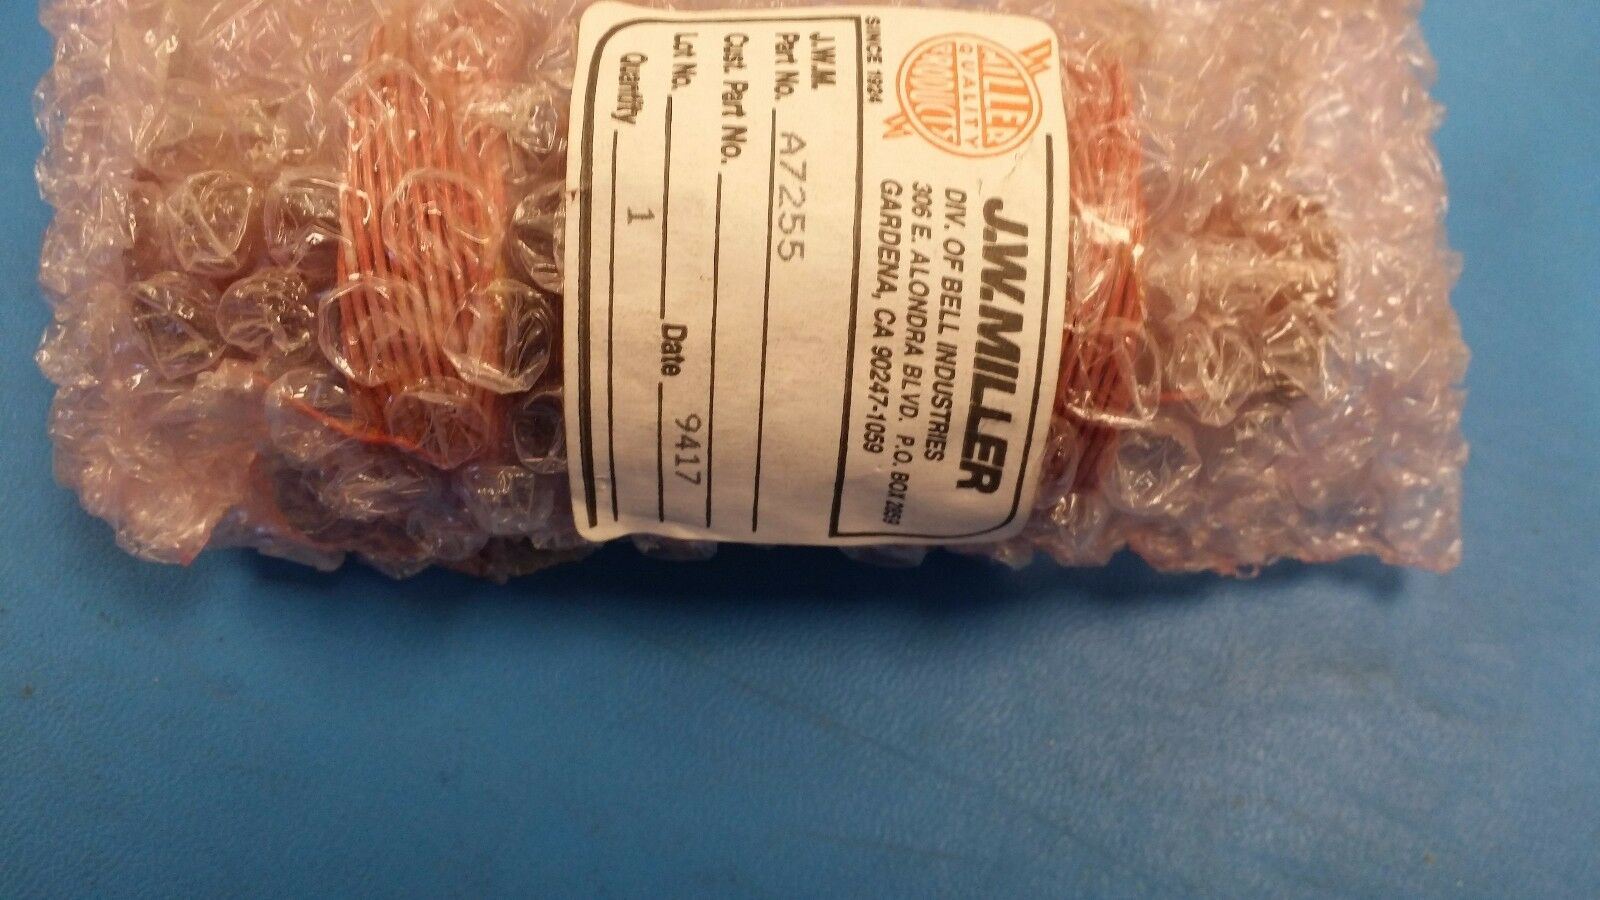 MILLER
QUALITY
PRODUCTS
SINCE 1924
J.W. MILLER
DIV. OF BELL INDUSTRIES
306 E. ALONDRA BLVD. P.O. BOX 2859
GARDENA, CA 90247-1059
J.W.M.
Part No. A7255
Cust. Part No.
Lot No. Date 9417
Quantity 1